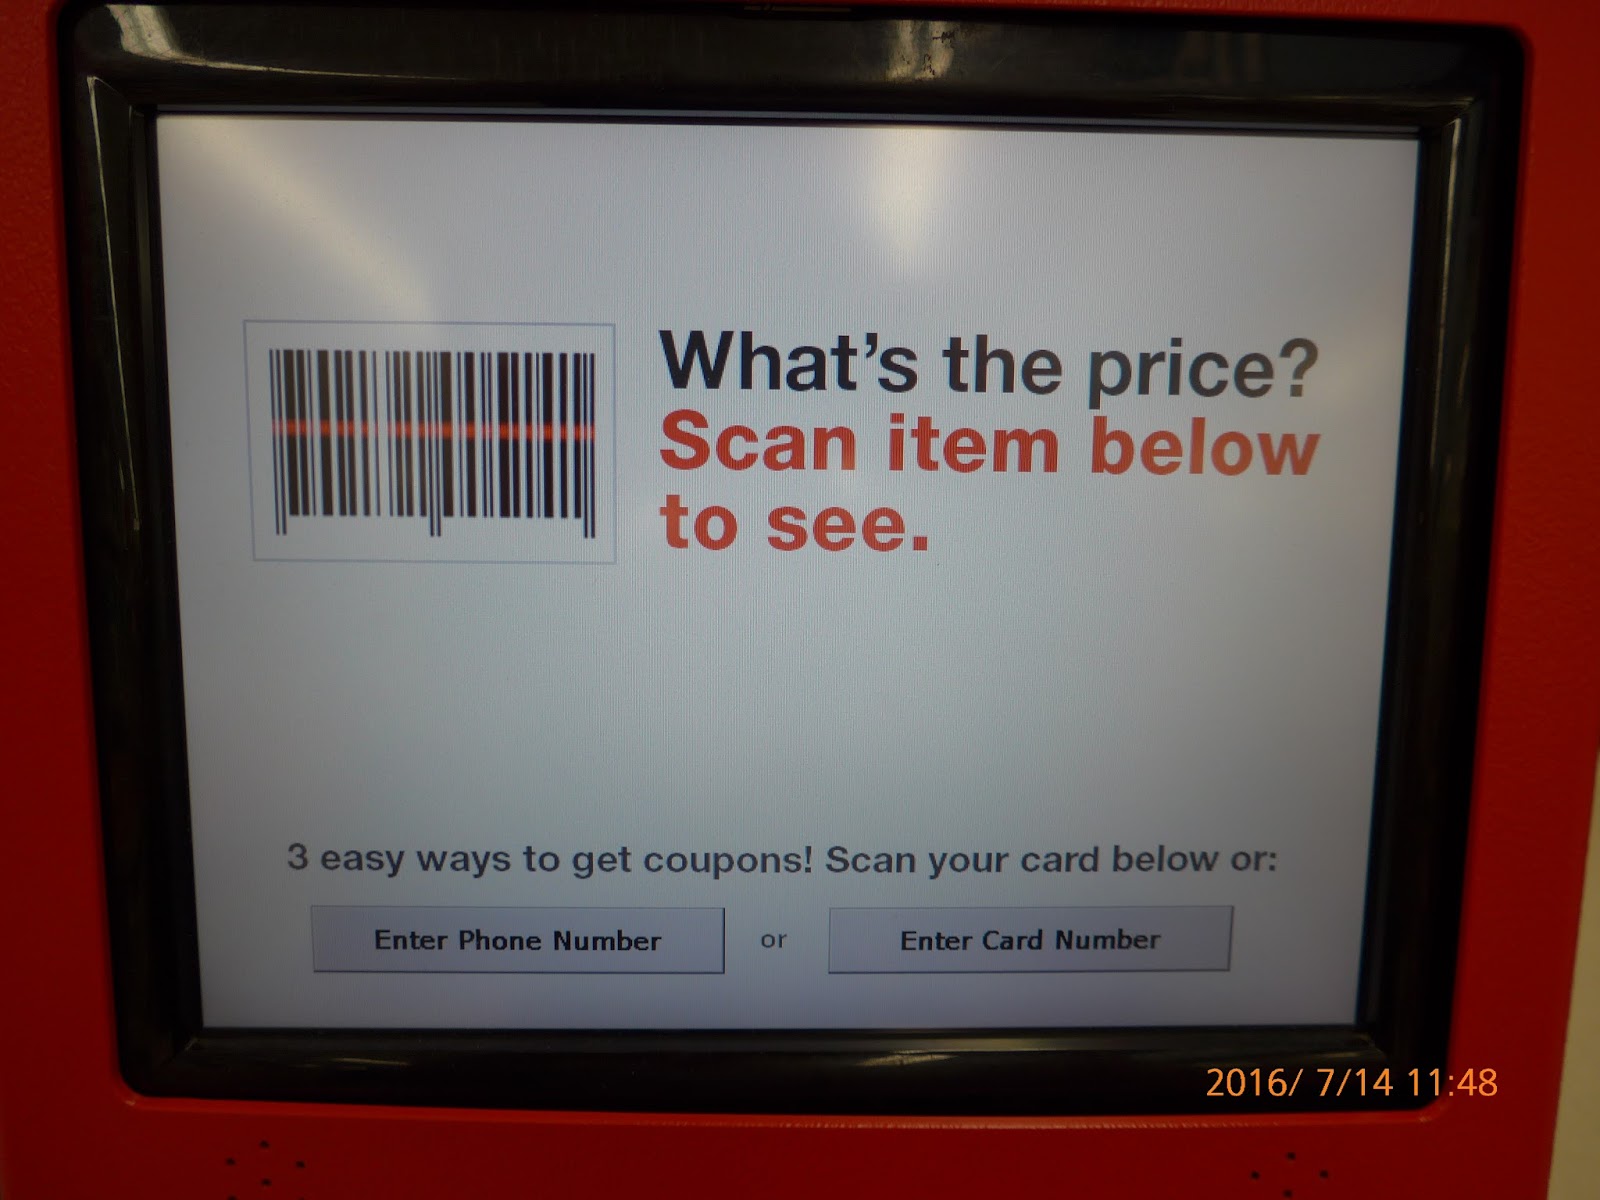 What's the price?
Scan item below
to see.
3 easy ways to get coupons! Scan your card below or:
Enter Phone Number or Enter Card Number
2016/ 7/14 11:48